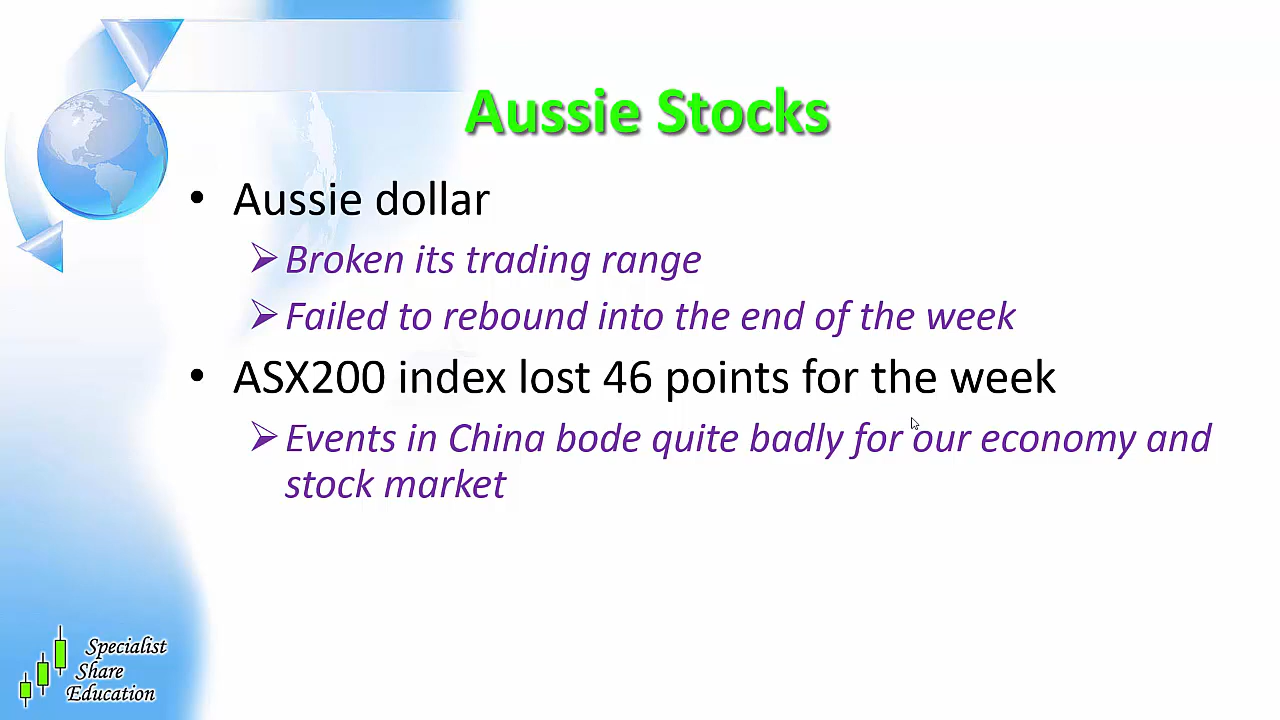 Aussie Stocks
• Aussie dollar
➢ Broken its trading range
➢ Failed to rebound into the end of the week
• ASX200 index lost 46 points for the week
➢ Events in China bode quite badly for our economy and
stock market
Specialist
Share
Education